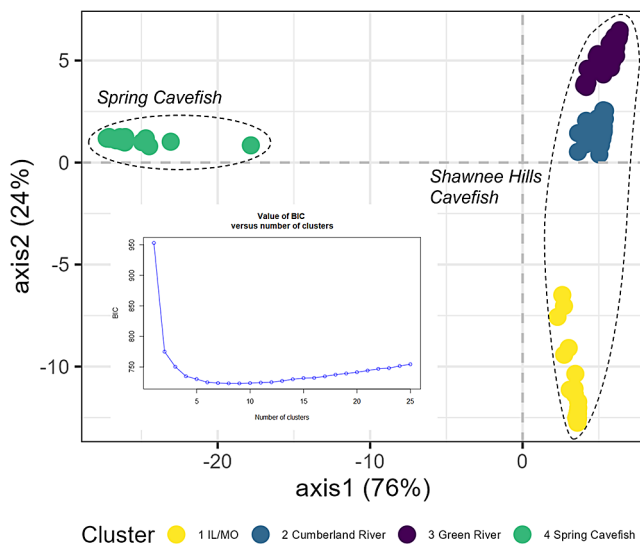 5
0
-5
-10
axis2 (24%)
Spring Cavefish
Shawnee Hills
Cavefish
Value of BIC
versus number of clusters
950
900
850
800
750
BIC
5
10
15
20
25
Number of clusters
-20
-10
0
axis1 (76%)
Cluster 1 IL/MO 2 Cumberland River 3 Green River 4 Spring Cavefish